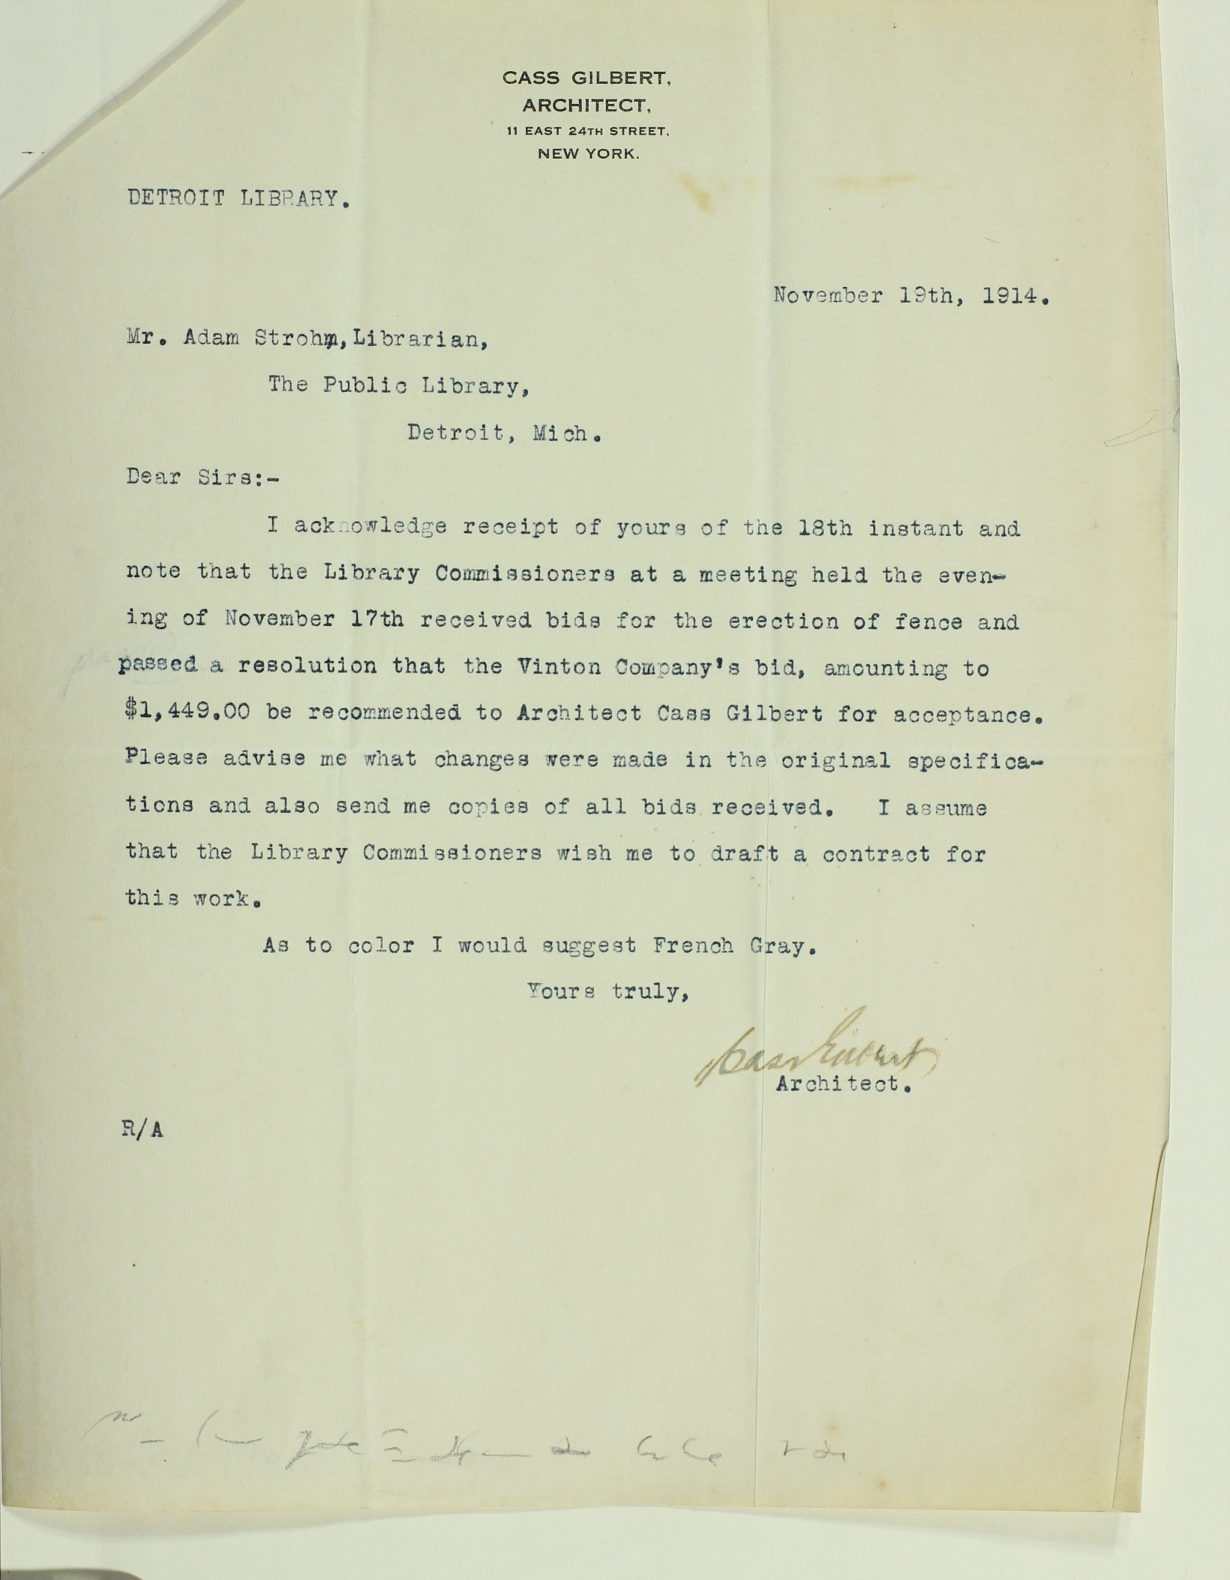 CASS GILBERT,
ARCHITECT,
11 EAST 24TH STREET,
NEW YORK.
DETROIT LIBRARY.
November 19th, 1914.
Mr. Adam Strohm, Librarian,
The Public Library,
Detroit, Mich.
Dear Sirs:-
I acknowledge receipt of yours of the 18th instant and
note that the Library Commissioners at a meeting held the even-
ing of November 17th received bids for the erection of fence and
passed a resolution that the Vinton Company's bid, amounting to
$1,449.00 be recommended to Architect Cass Gilbert for acceptance.
Please advise me what changes were made in the original specifica-
tions and also send me copies of all bids received. I assume
that the Library Commissioners wish me to draft a contract for
this work.
As to color I would suggest French Gray.
Yours truly,
Cass Gilbert
Architect.
R/A